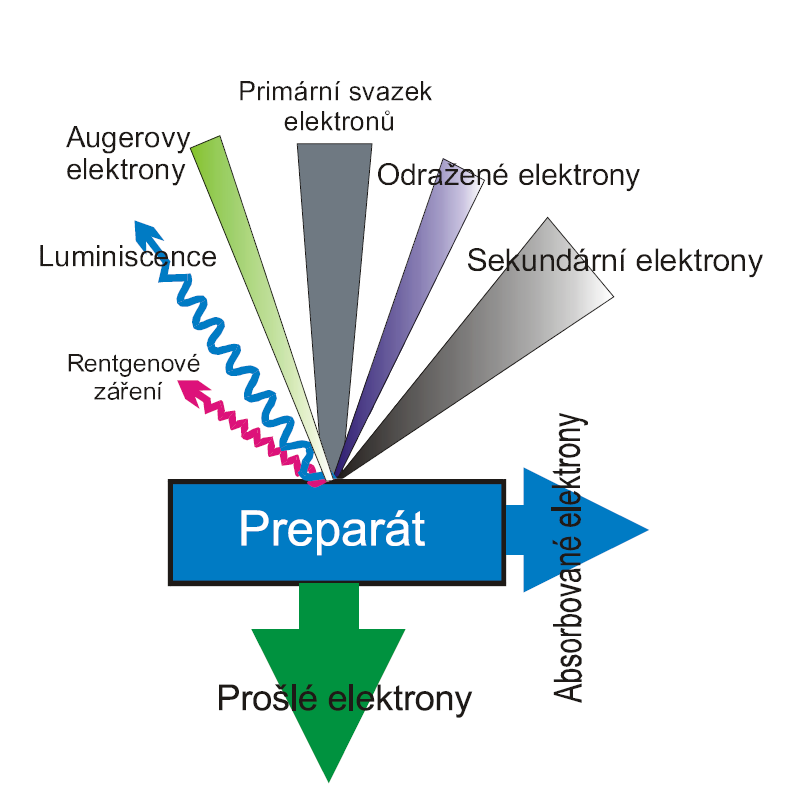 Primární svazek
elektronů
Augerovy
elektrony
Odražené elektrony
Luminiscence
Sekundární elektrony
Rentgenové
záření
Absorbované elektrony
Preparát
Prošlé elektrony